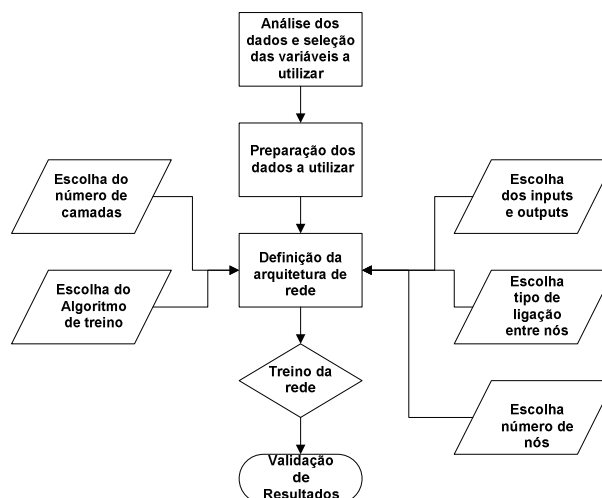 Análise dos
dados e seleção
das variáveis a
utilizar
Preparação dos
dados a utilizar
Escolha do
número de
camadas
Escolha
dos inputs
e outputs
Definição da
arquitetura de
rede
Escolha do
Algoritmo
de treino
Escolha
tipo de
ligação
entre nós
Treino da
rede
Escolha
número de
nós
Validação
de
Resultados